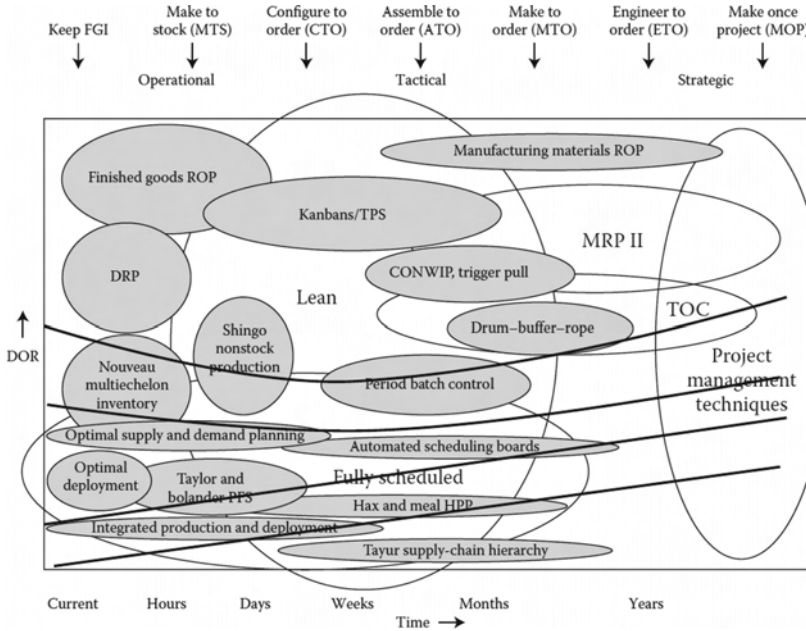 Keep FGI
Make to
stock (MTS)
Configure to
order (CTO)
Assemble to
order (ATO)
Make to
order (MTO)
Engineer to
order (ETO)
Make once
project (MOP)
Operational
Tactical
Strategic
Manufacturing materials ROP
Finished goods ROP
Kanbans/TPS
MRP II
DRP
CONWIP, trigger pull
Lean
TOC
Drum–buffer–rope
DOR
Shingo
nonstock
production
Nouveau
multiechelon
inventory
Period batch control
Project
management
techniques
Optimal supply and demand planning
Automated scheduling boards
Optimal
deployment
Taylor and
bolander PFS
Fully scheduled
Hax and meal HPP
Integrated production and deployment
Tayur supply-chain hierarchy
Current
Hours
Days
Weeks
Months
Years
Time